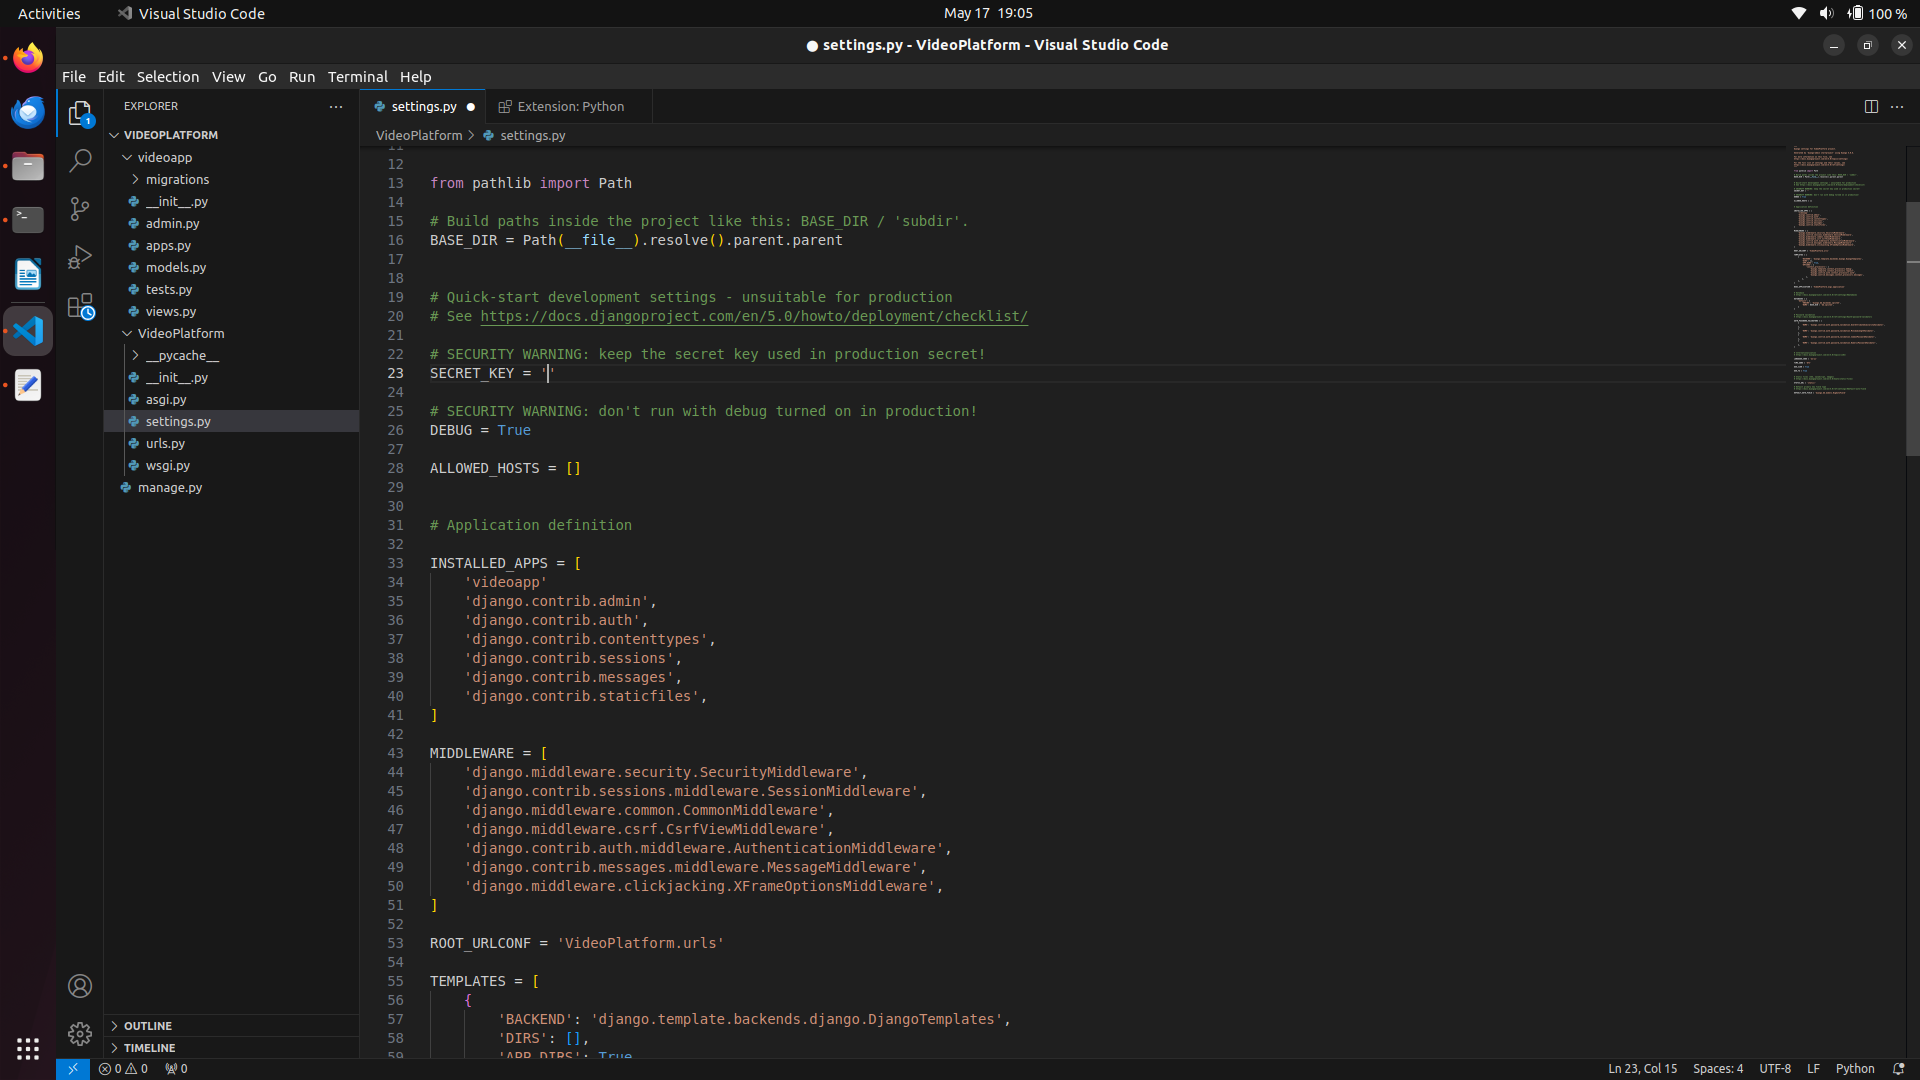 Activities
Visual Studio Code
May 17 19:05
100 %
● settings.py - VideoPlatform - Visual Studio Code
File Edit Selection View Go Run Terminal Help
EXPLORER
VIDEOPLATFORM
videoapp
migrations
__init__.py
admin.py
apps.py
models.py
tests.py
views.py
VideoPlatform
__pycache__
__init__.py
asgi.py
settings.py
urls.py
wsgi.py
manage.py
OUTLINE
TIMELINE
1
settings.py ●
Extension: Python
VideoPlatform > settings.py
11
12
13 from pathlib import Path
14
15 # Build paths inside the project like this: BASE_DIR / 'subdir'.
16 BASE_DIR = Path(__file__).resolve().parent.parent
17
18
19 # Quick-start development settings - unsuitable for production
20 # See https://docs.djangoproject.com/en/5.0/howto/deployment/checklist/
21
22 # SECURITY WARNING: keep the secret key used in production secret!
23 SECRET_KEY = ''
24
25 # SECURITY WARNING: don't run with debug turned on in production!
26 DEBUG = True
27
28 ALLOWED_HOSTS = []
29
30
31 # Application definition
32
33 INSTALLED_APPS = [
34 'videoapp'
35 'django.contrib.admin',
36 'django.contrib.auth',
37 'django.contrib.contenttypes',
38 'django.contrib.sessions',
39 'django.contrib.messages',
40 'django.contrib.staticfiles',
41 ]
42
43 MIDDLEWARE = [
44 'django.middleware.security.SecurityMiddleware',
45 'django.contrib.sessions.middleware.SessionMiddleware',
46 'django.middleware.common.CommonMiddleware',
47 'django.middleware.csrf.CsrfViewMiddleware',
48 'django.contrib.auth.middleware.AuthenticationMiddleware',
49 'django.contrib.messages.middleware.MessageMiddleware',
50 'django.middleware.clickjacking.XFrameOptionsMiddleware',
51 ]
52
53 ROOT_URLCONF = 'VideoPlatform.urls'
54
55 TEMPLATES = [
56 {
57 'BACKEND': 'django.template.backends.django.DjangoTemplates',
58 'DIRS': [],
59 'APP_DIRS': True
0 0 0
Ln 23, Col 15
Spaces: 4
UTF-8
LF
Python